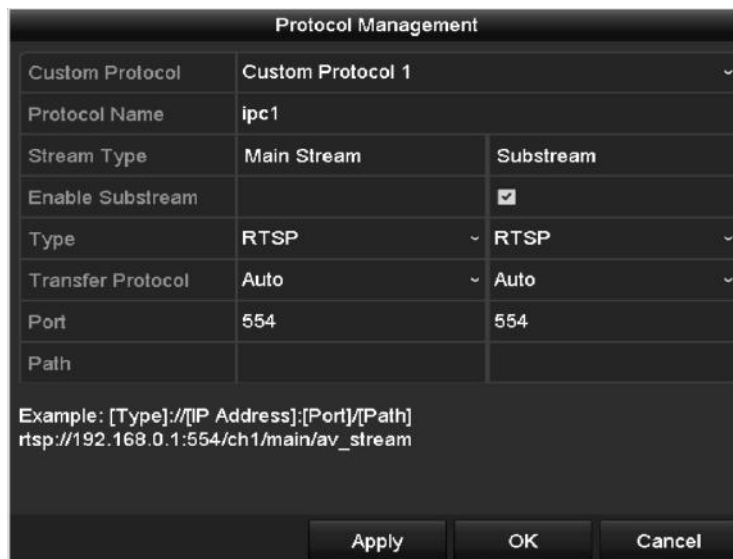 Protocol Management
Custom Protocol Custom Protocol 1
Protocol Name ipc1
Stream Type Main Stream Substream
Enable Substream
Type RTSP RTSP
Transfer Protocol Auto Auto
Port 554 554
Path
Example: [Type]://[IP Address]:[Port]/[Path]
rtsp://192.168.0.1:554/ch1/main/av_stream
Apply OK Cancel